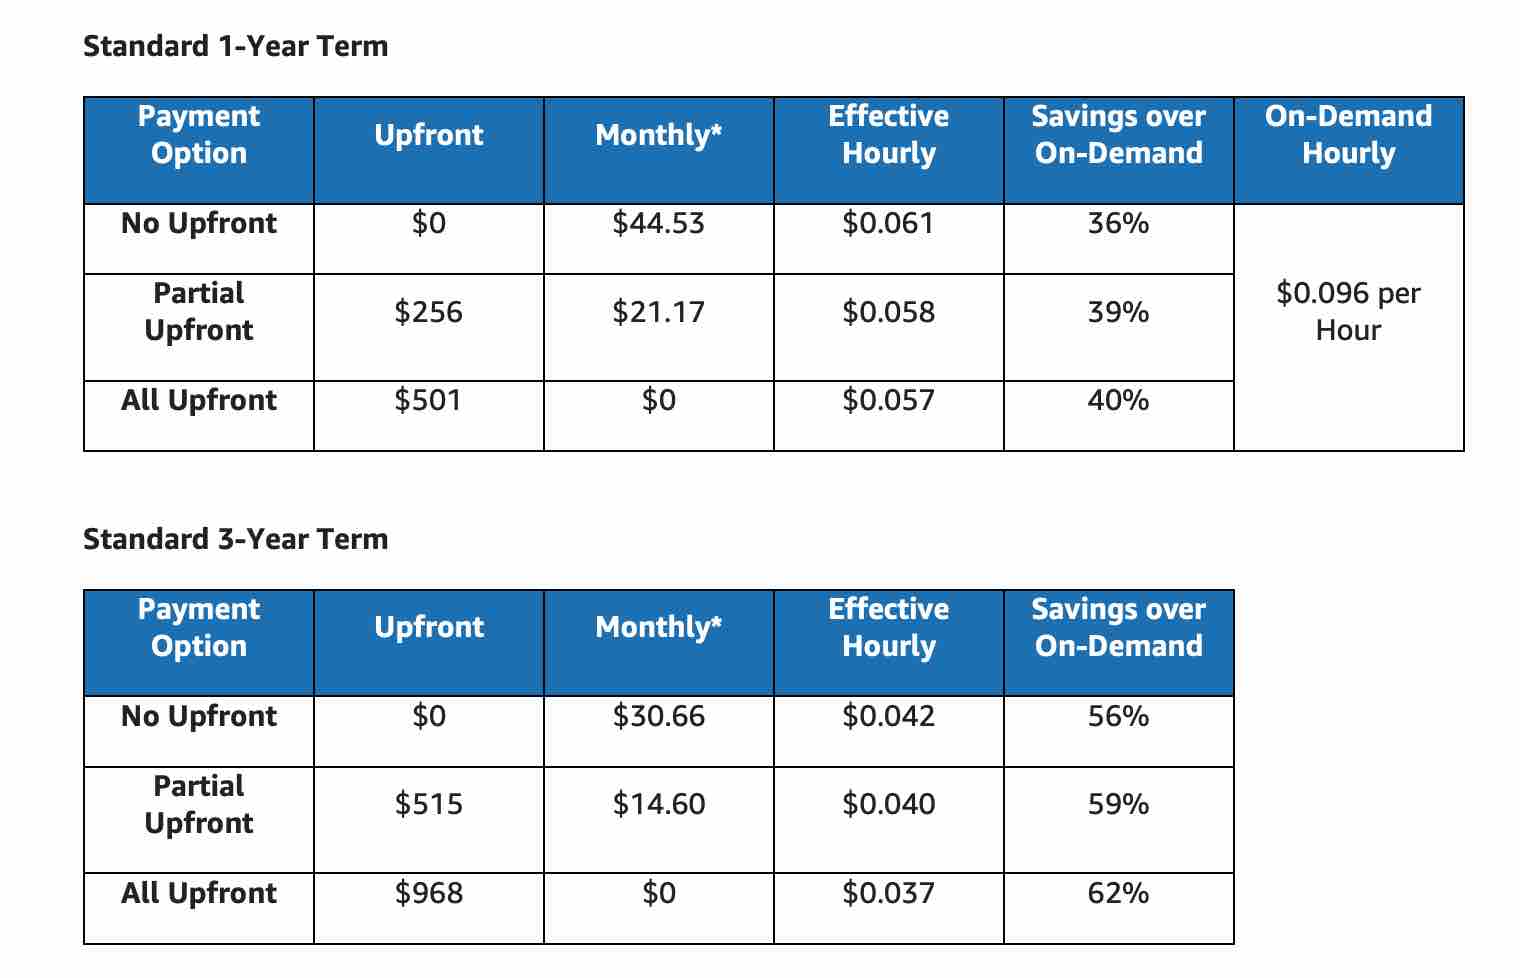 Standard 1-Year Term
Payment Option Upfront Monthly* Effective Hourly Savings over On-Demand On-Demand Hourly
No Upfront $0 $44.53 $0.061 36% $0.096 per Hour
Partial Upfront $256 $21.17 $0.058 39%
All Upfront $501 $0 $0.057 40%
Standard 3-Year Term
Payment Option Upfront Monthly* Effective Hourly Savings over On-Demand
No Upfront $0 $30.66 $0.042 56%
Partial Upfront $515 $14.60 $0.040 59%
All Upfront $968 $0 $0.037 62%